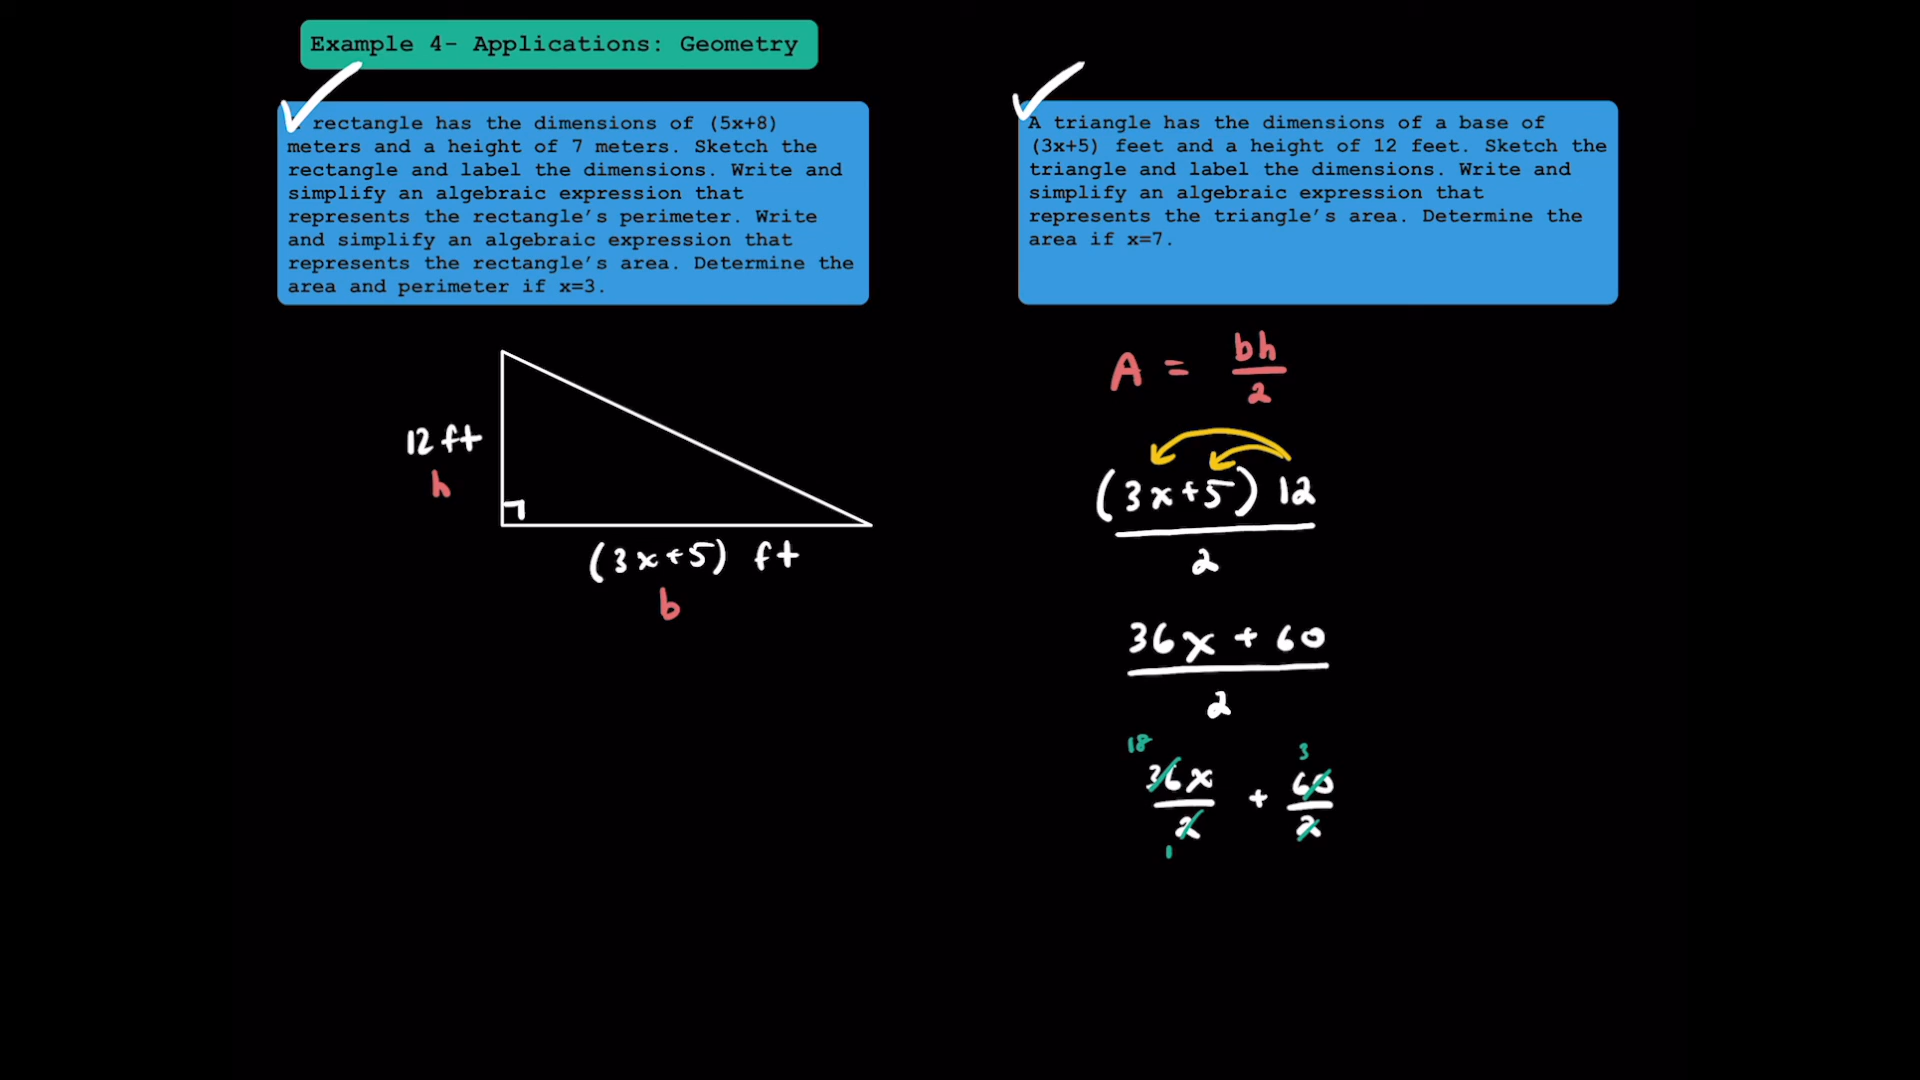 Example 4- Applications: Geometry
rectangle has the dimensions of (5x+8)
meters and a height of 7 meters. Sketch the
rectangle and label the dimensions. Write and
simplify an algebraic expression that
represents the rectangle's perimeter. Write
and simplify an algebraic expression that
represents the rectangle's area. Determine the
area and perimeter if x=3.
A triangle has the dimensions of a base of
(3x+5) feet and a height of 12 feet. Sketch the
triangle and label the dimensions. Write and
simplify an algebraic expression that
represents the triangle's area. Determine the
area if x=7.
12 ft
h
(3x+5) ft
b
A = bh
2
(3x+5) 12
2
36x + 60
2
18 3
36x + 60
2 2
1